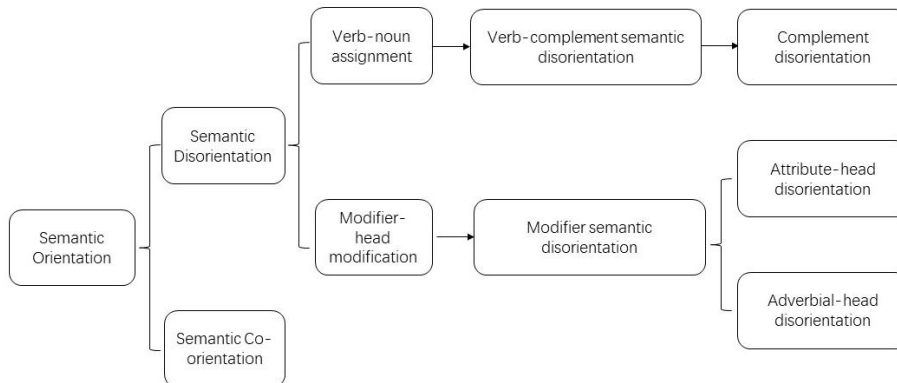 Verb-noun
assignment
Verb-complement semantic
disorientation
Complement
disorientation
Semantic
Disorientation
Attribute-head
disorientation
Semantic
Orientation
Modifier-
head
modification
Modifier semantic
disorientation
Adverbial-head
disorientation
Semantic Co-
orientation